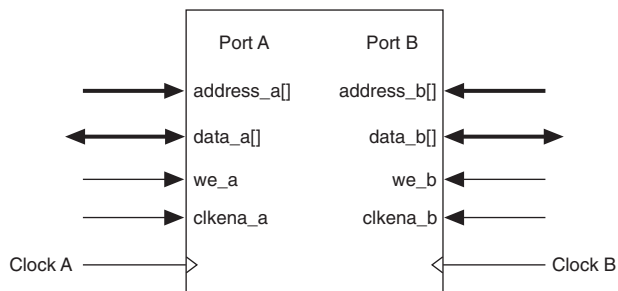 Port A Port B
address_a[] address_b[]
data_a[] data_b[]
we_a we_b
clkena_a clkena_b
Clock A Clock B